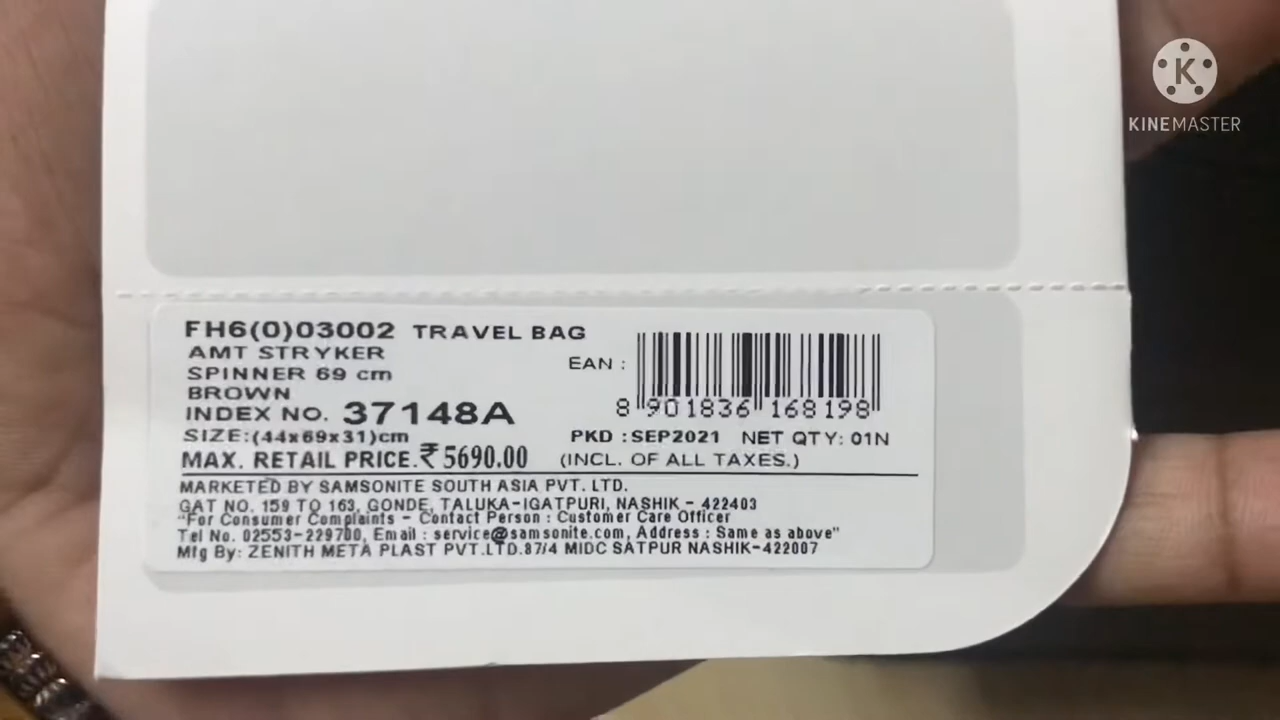 KINEMASTER
FH6(0)03002 TRAVEL BAG
AMT STRYKER
SPINNER 69 cm
BROWN
EAN :
8 901836 168198
INDEX NO. 37148A
SIZE:(44x69x31)cm
PKD : SEP2021 NET QTY: 01N
MAX. RETAIL PRICE.₹ 5690.00 (INCL. OF ALL TAXES.)
MARKETED BY SAMSONITE SOUTH ASIA PVT. LTD.
GAT NO. 159 TO 163, GONDE, TALUKA-IGATPURI, NASHIK - 422403
"For Consumer Complaints - Contact Person : Customer Care Officer
Tel No. 02553-229700, Email : service@samsonite.com, Address : Same as above"
Mfg By: ZENITH META PLAST PVT.LTD.87/4 MIDC SATPUR NASHIK-422007